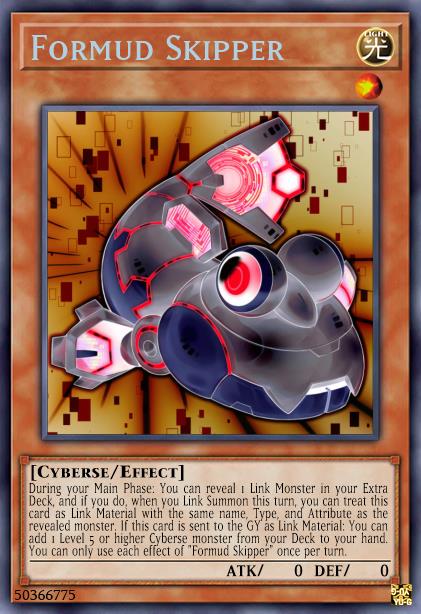 FORMUD SKIPPER
LIGHT
光
[CYBERSE/EFFECT]
During your Main Phase: You can reveal 1 Link Monster in your Extra
Deck, and if you do, when you Link Summon this turn, you can treat this
card as Link Material with the same name, Type, and Attribute as the
revealed monster. If this card is sent to the GY as Link Material: You can
add 1 Level 5 or higher Cyberse monster from your Deck to your hand.
You can only use each effect of "Formud Skipper" once per turn.
ATK/ 0 DEF/ 0
50366775